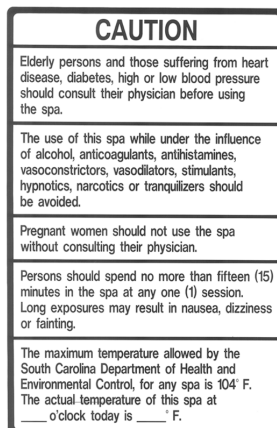 CAUTION
Elderly persons and those suffering from heart
disease, diabetes, high or low blood pressure
should consult their physician before using
the spa.
The use of this spa while under the influence
of alcohol, anticoagulants, antihistamines,
vasoconstrictors, vasodilators, stimulants,
hypnotics, narcotics or tranquilizers should
be avoided.
Pregnant women should not use the spa
without consulting their physician.
Persons should spend no more than fifteen (15)
minutes in the spa at any one (1) session.
Long exposures may result in nausea, dizziness
or fainting.
The maximum temperature allowed by the
South Carolina Department of Health and
Environmental Control, for any spa is 104° F.
The actual temperature of this spa at
____ o'clock today is ____° F.